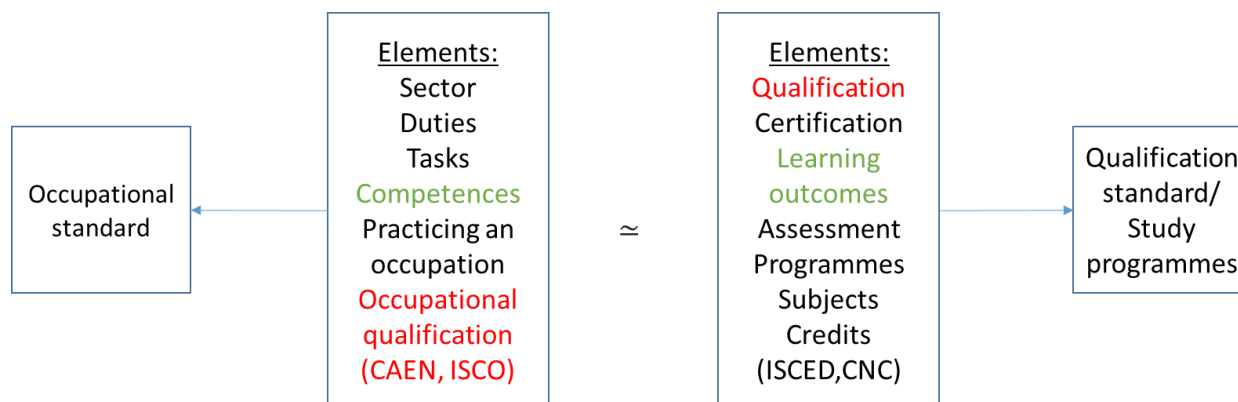 Occupational
standard
Elements:
Sector
Duties
Tasks
Competences
Practicing an
occupation
Occupational
qualification
(CAEN, ISCO)
≃
Elements:
Qualification
Certification
Learning
outcomes
Assessment
Programmes
Subjects
Credits
(ISCED,CNC)
Qualification
standard/
Study
programmes